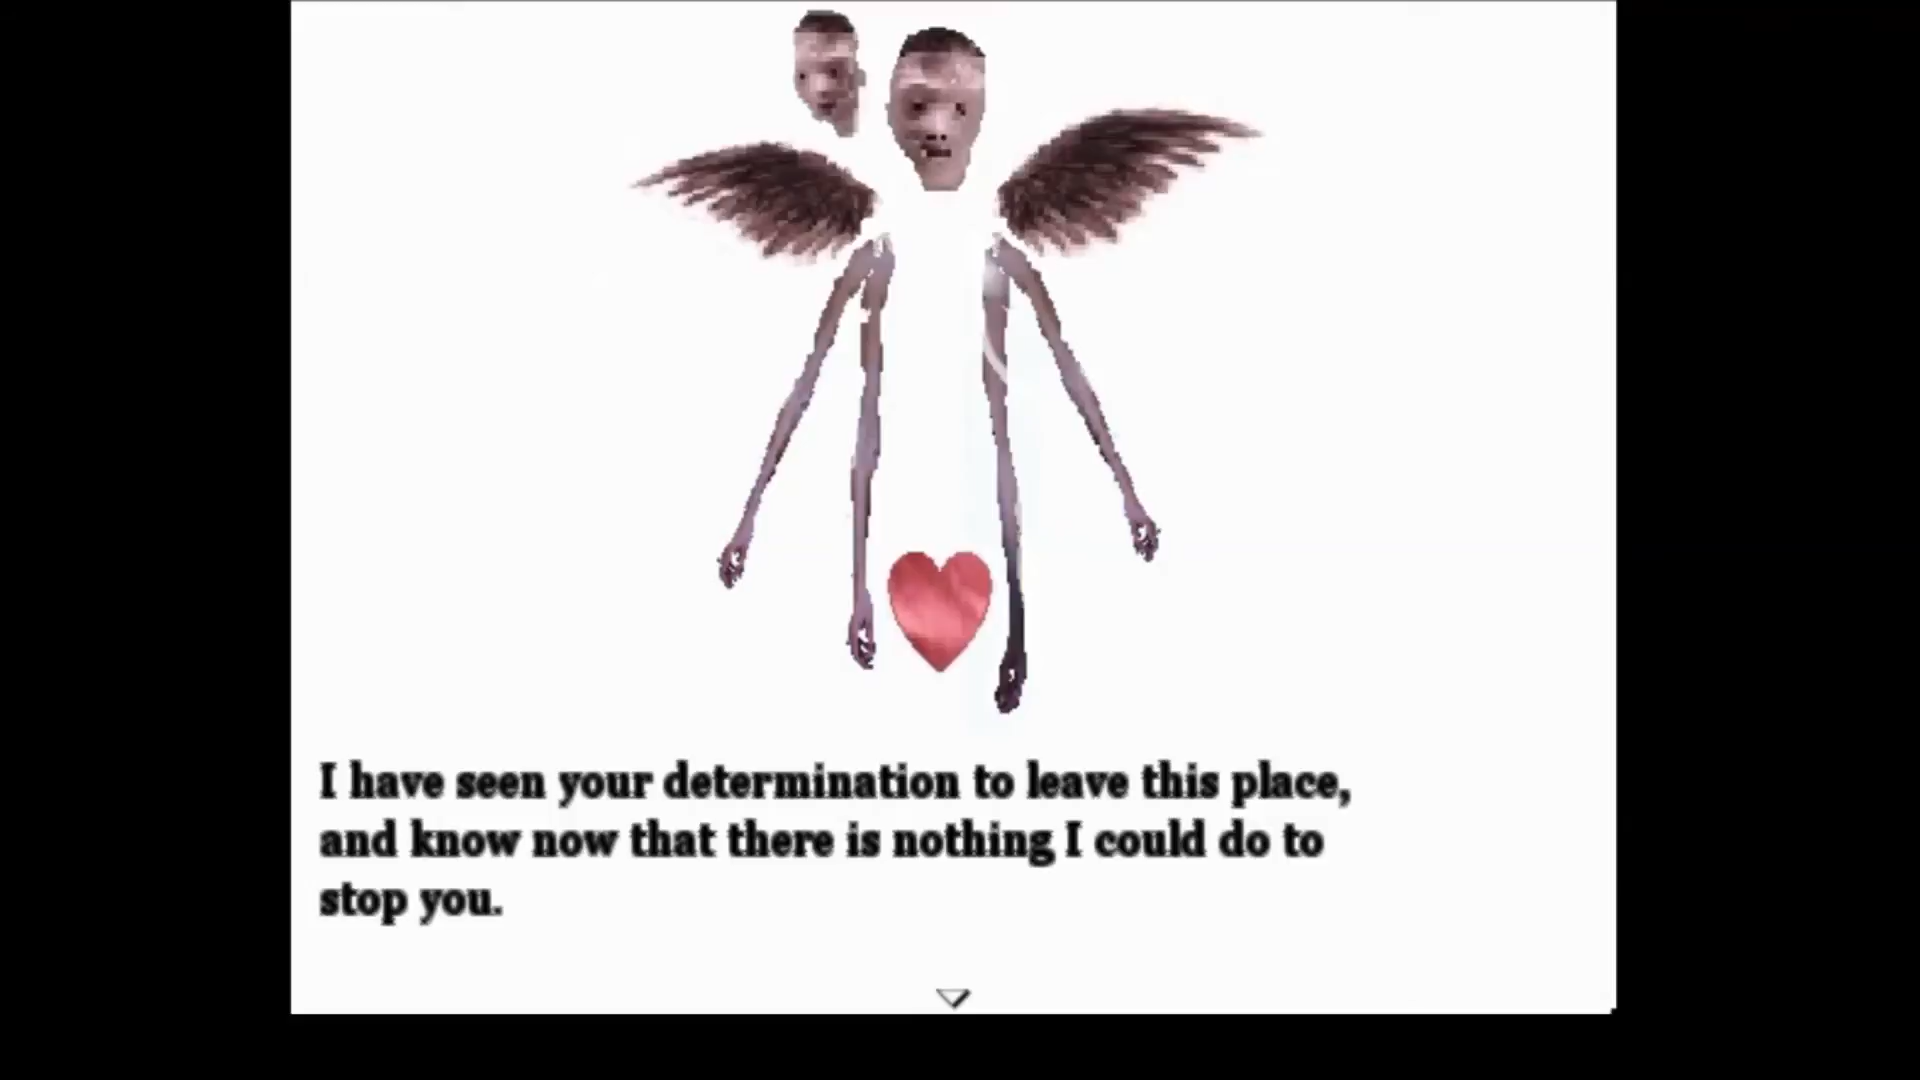 I have seen your determination to leave this place,
and know now that there is nothing I could do to
stop you.